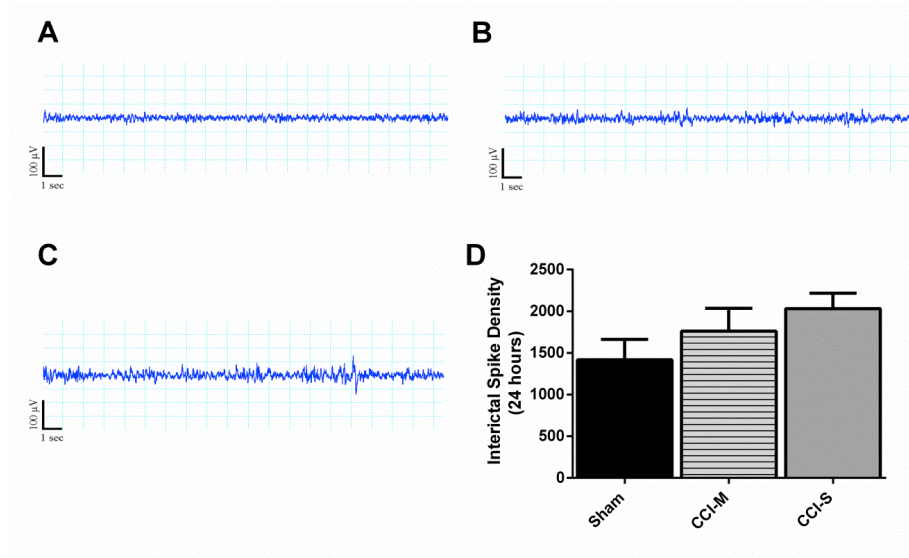 A
100 µV
1 sec
B
100 µV
1 sec
C
100 µV
1 sec
D
Interictal Spike Density
(24 hours)
2500
2000
1500
1000
500
0
Sham
CCI-M
CCI-S